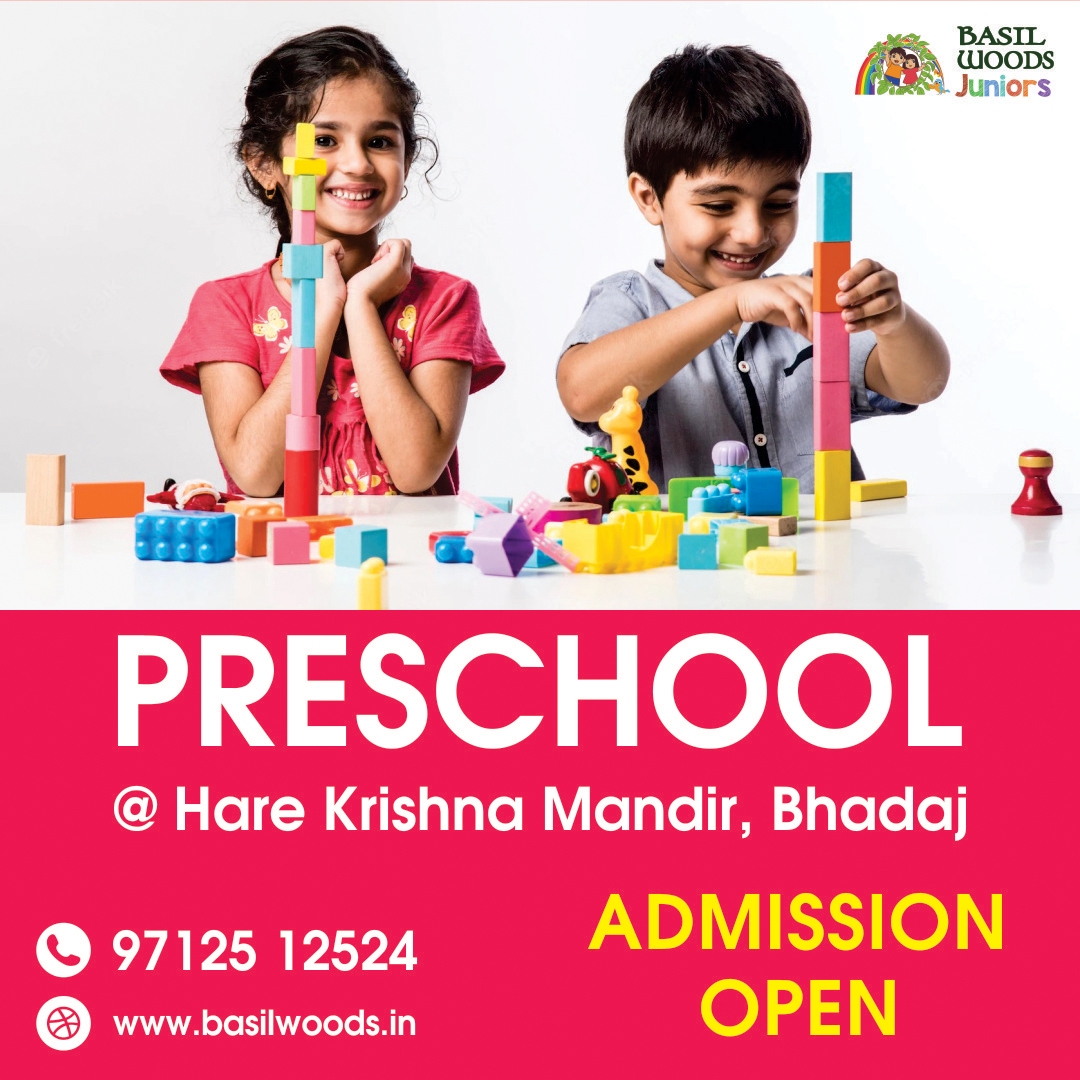 BASIL
WOODS
Juniors
PRESCHOOL
@ Hare Krishna Mandir, Bhadaj
ADMISSION
OPEN
97125 12524
www.basilwoods.in